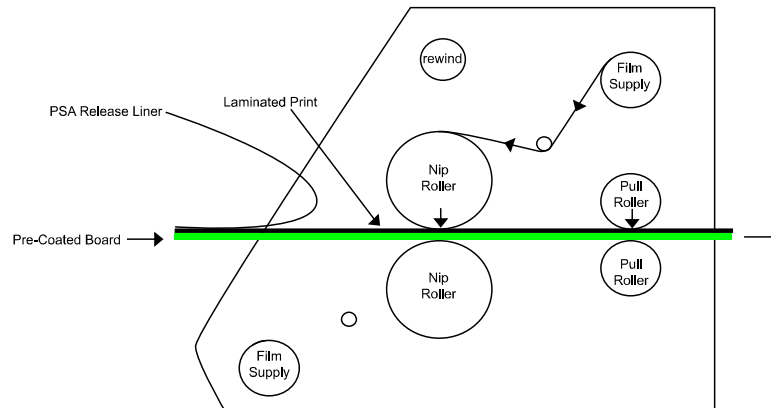 rewind
Film
Supply
Laminated Print
PSA Release Liner
Nip
Roller
Pull
Roller
Pre-Coated Board
Nip
Roller
Pull
Roller
Film
Supply